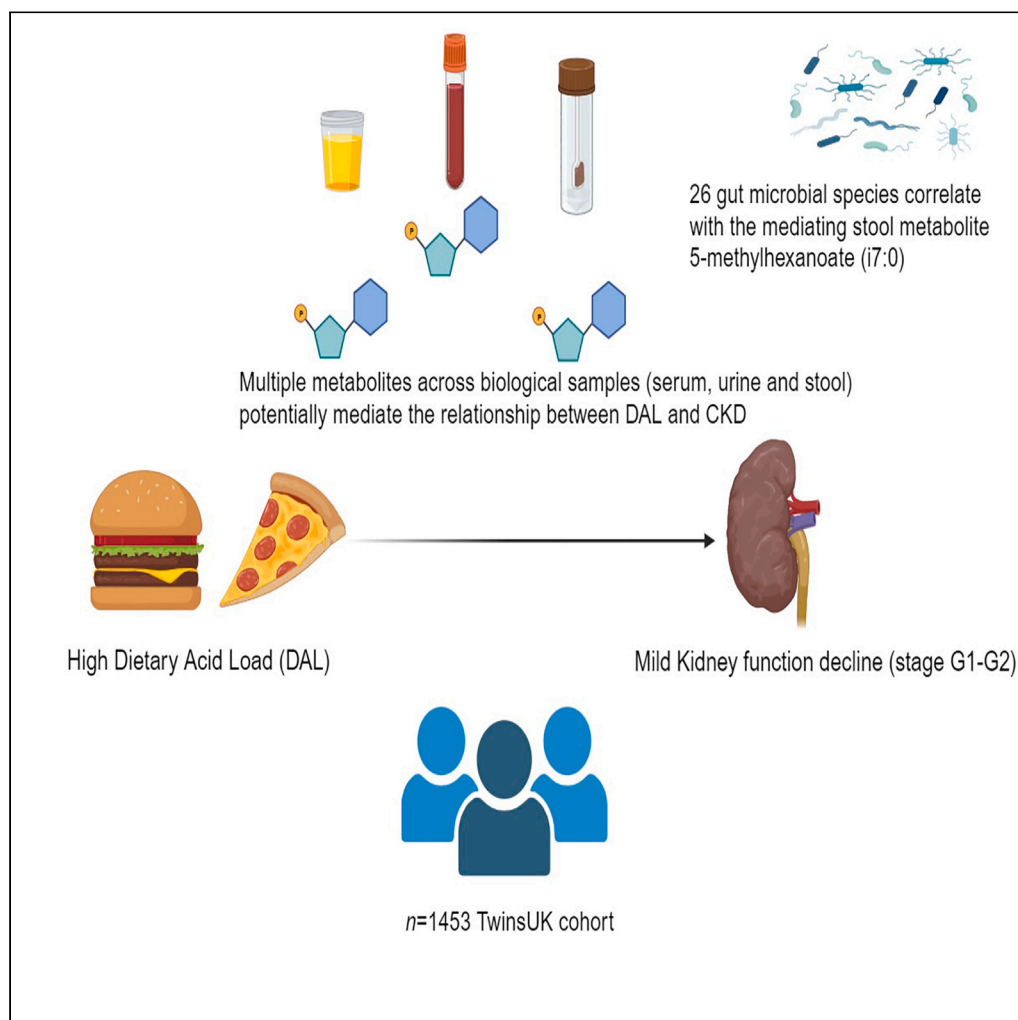 26 gut microbial species correlate
with the mediating stool metabolite
5-methylhexanoate (i7:0)
P
P
P
Multiple metabolites across biological samples (serum, urine and stool)
potentially mediate the relationship between DAL and CKD
High Dietary Acid Load (DAL)
Mild Kidney function decline (stage G1-G2)
n=1453 TwinsUK cohort